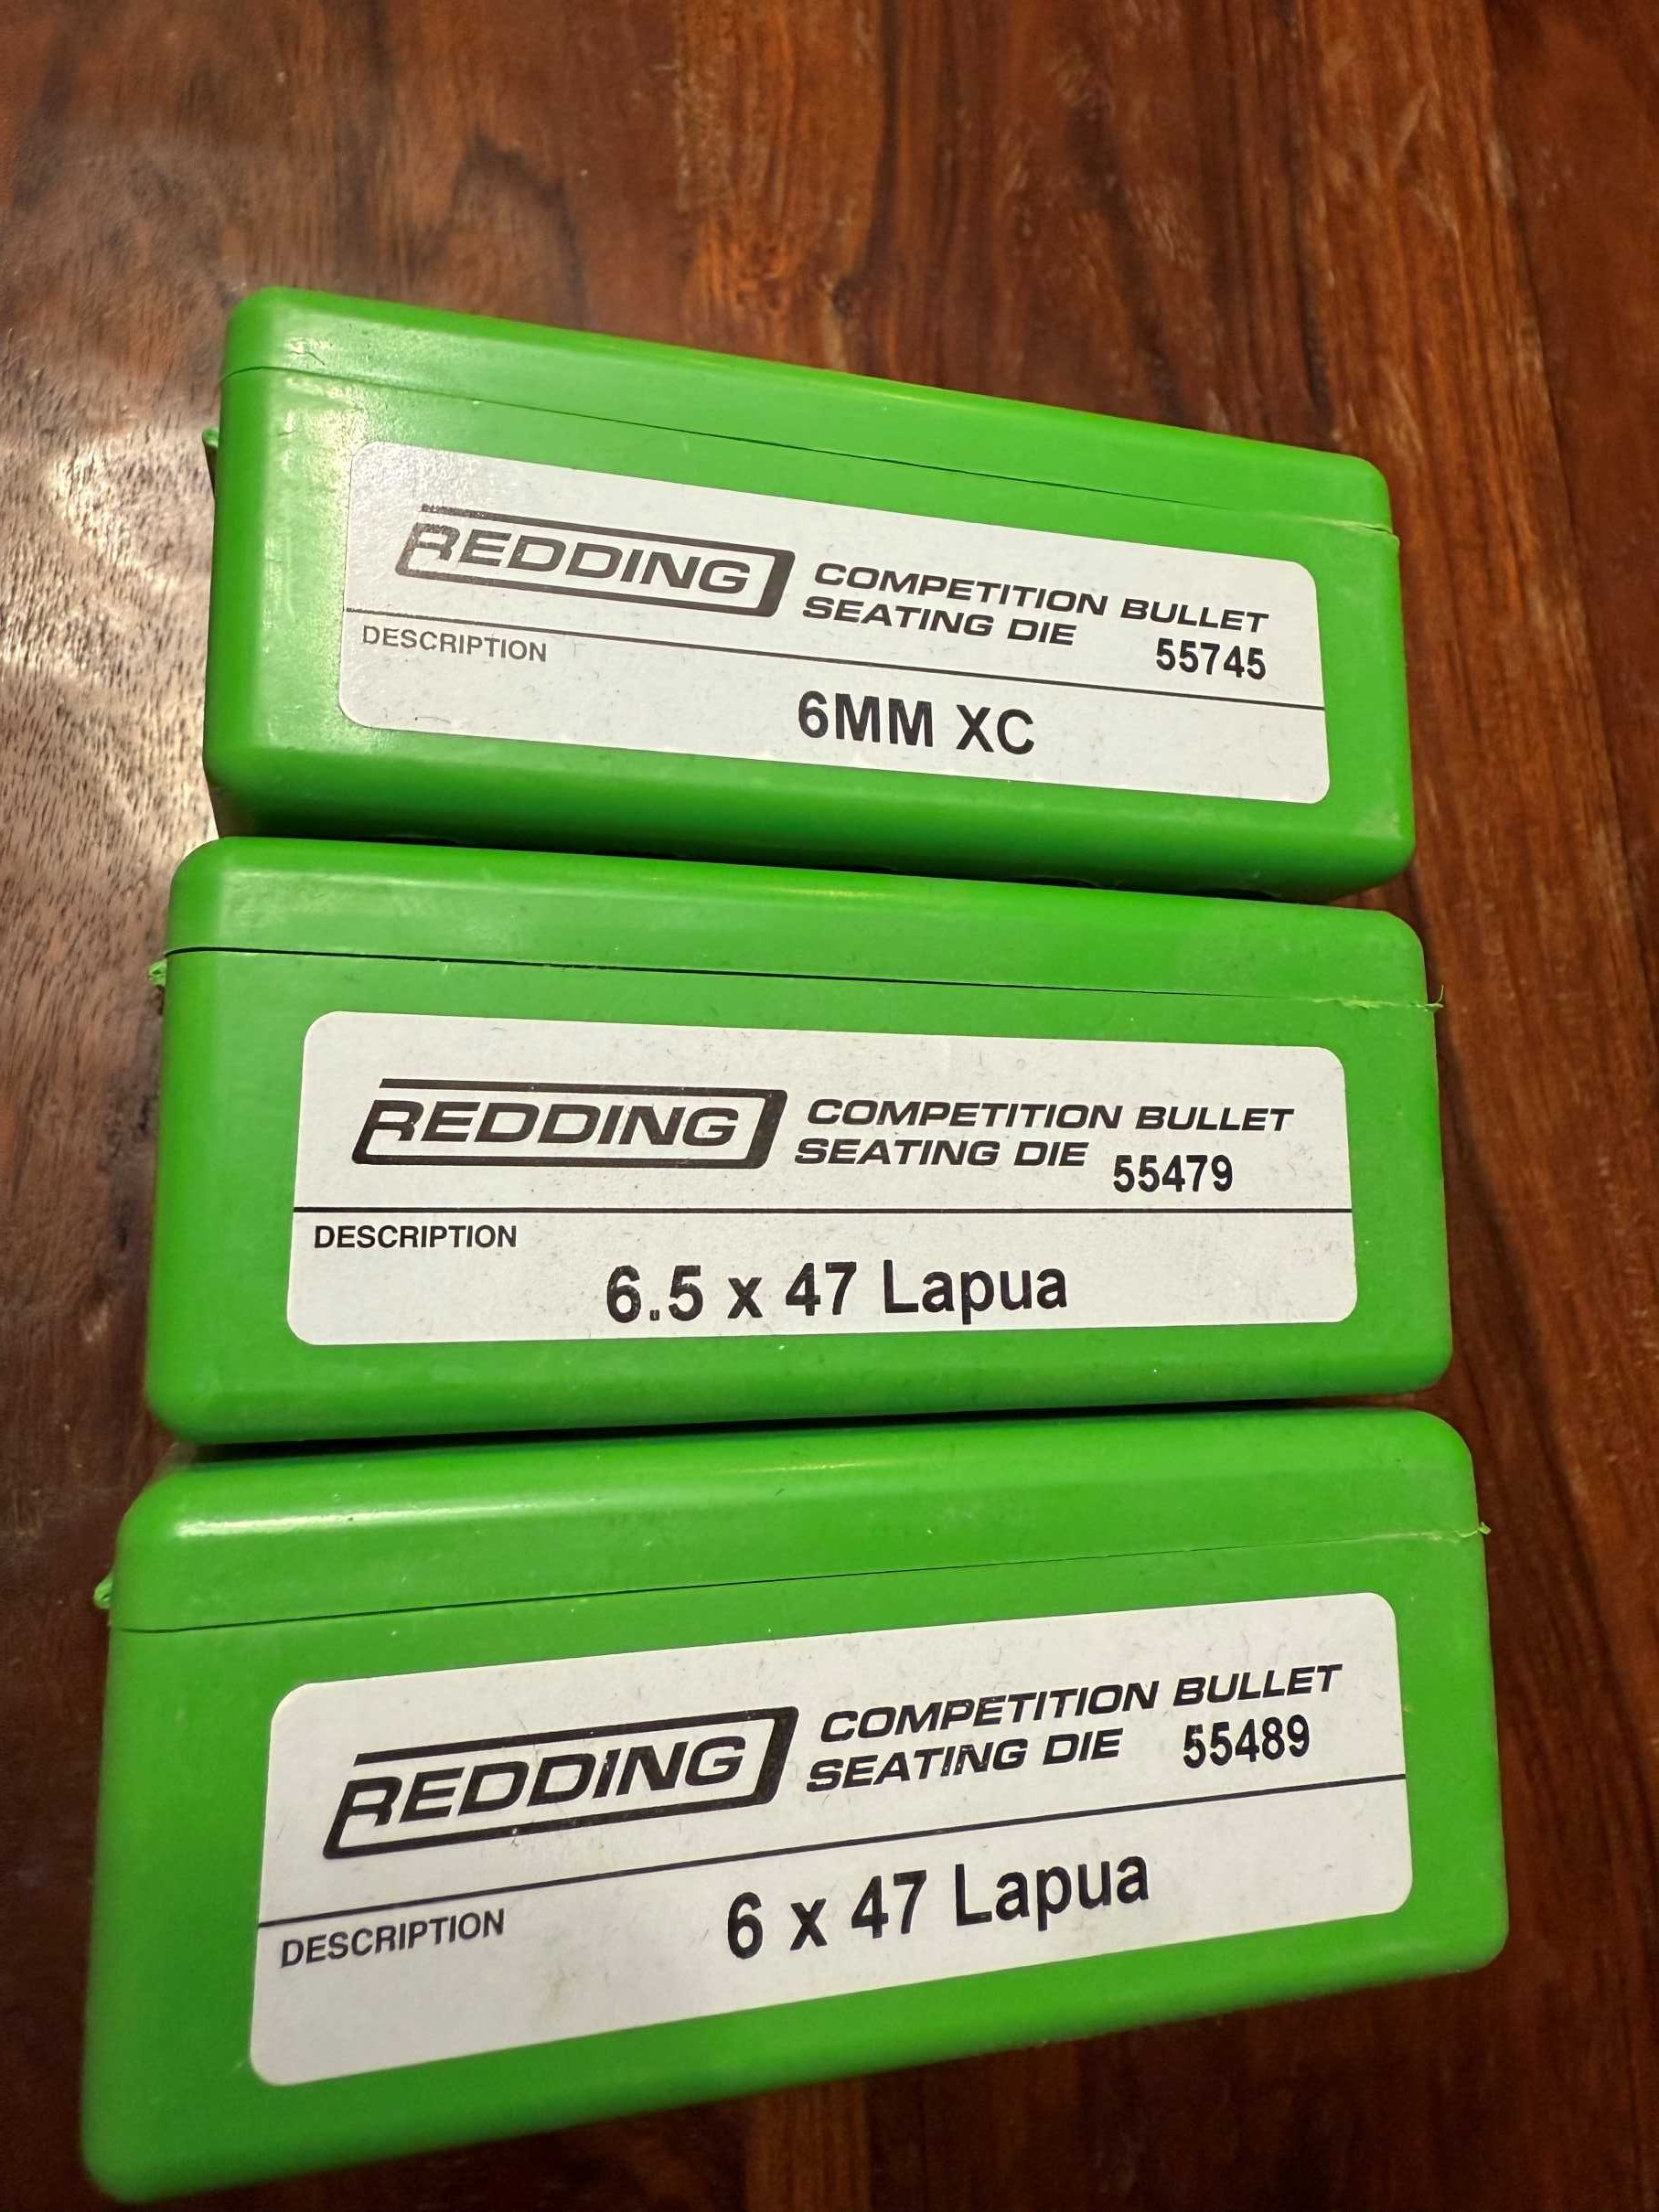 REDDING COMPETITION BULLET
SEATING DIE 55745
DESCRIPTION
6MM XC
REDDING COMPETITION BULLET
SEATING DIE 55479
DESCRIPTION
6.5 x 47 Lapua
REDDING COMPETITION BULLET
SEATING DIE 55489
DESCRIPTION
6 x 47 Lapua